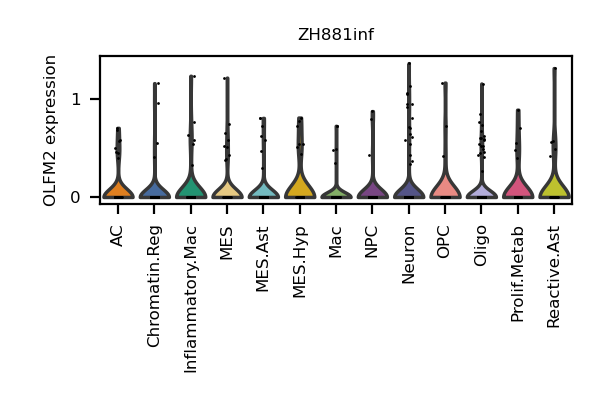 ZH881inf
OLFM2 expression
1
0
AC
Chromatin.Reg
Inflammatory.Mac
MES
MES.Ast
MES.Hyp
Mac
NPC
Neuron
OPC
Oligo
Prolif.Metab
Reactive.Ast